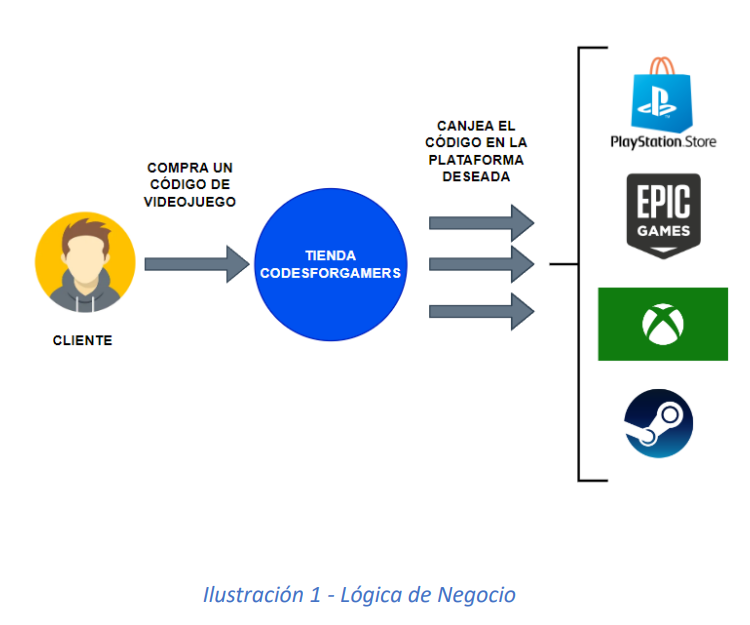 COMPRA UN
CÓDIGO DE
VIDEOJUEGO
CLIENTE
TIENDA
CODESFORGAMERS
CANJEA EL
CÓDIGO EN LA
PLATAFORMA
DESEADA
PlayStation.Store
EPIC
GAMES
Ilustración 1 - Lógica de Negocio